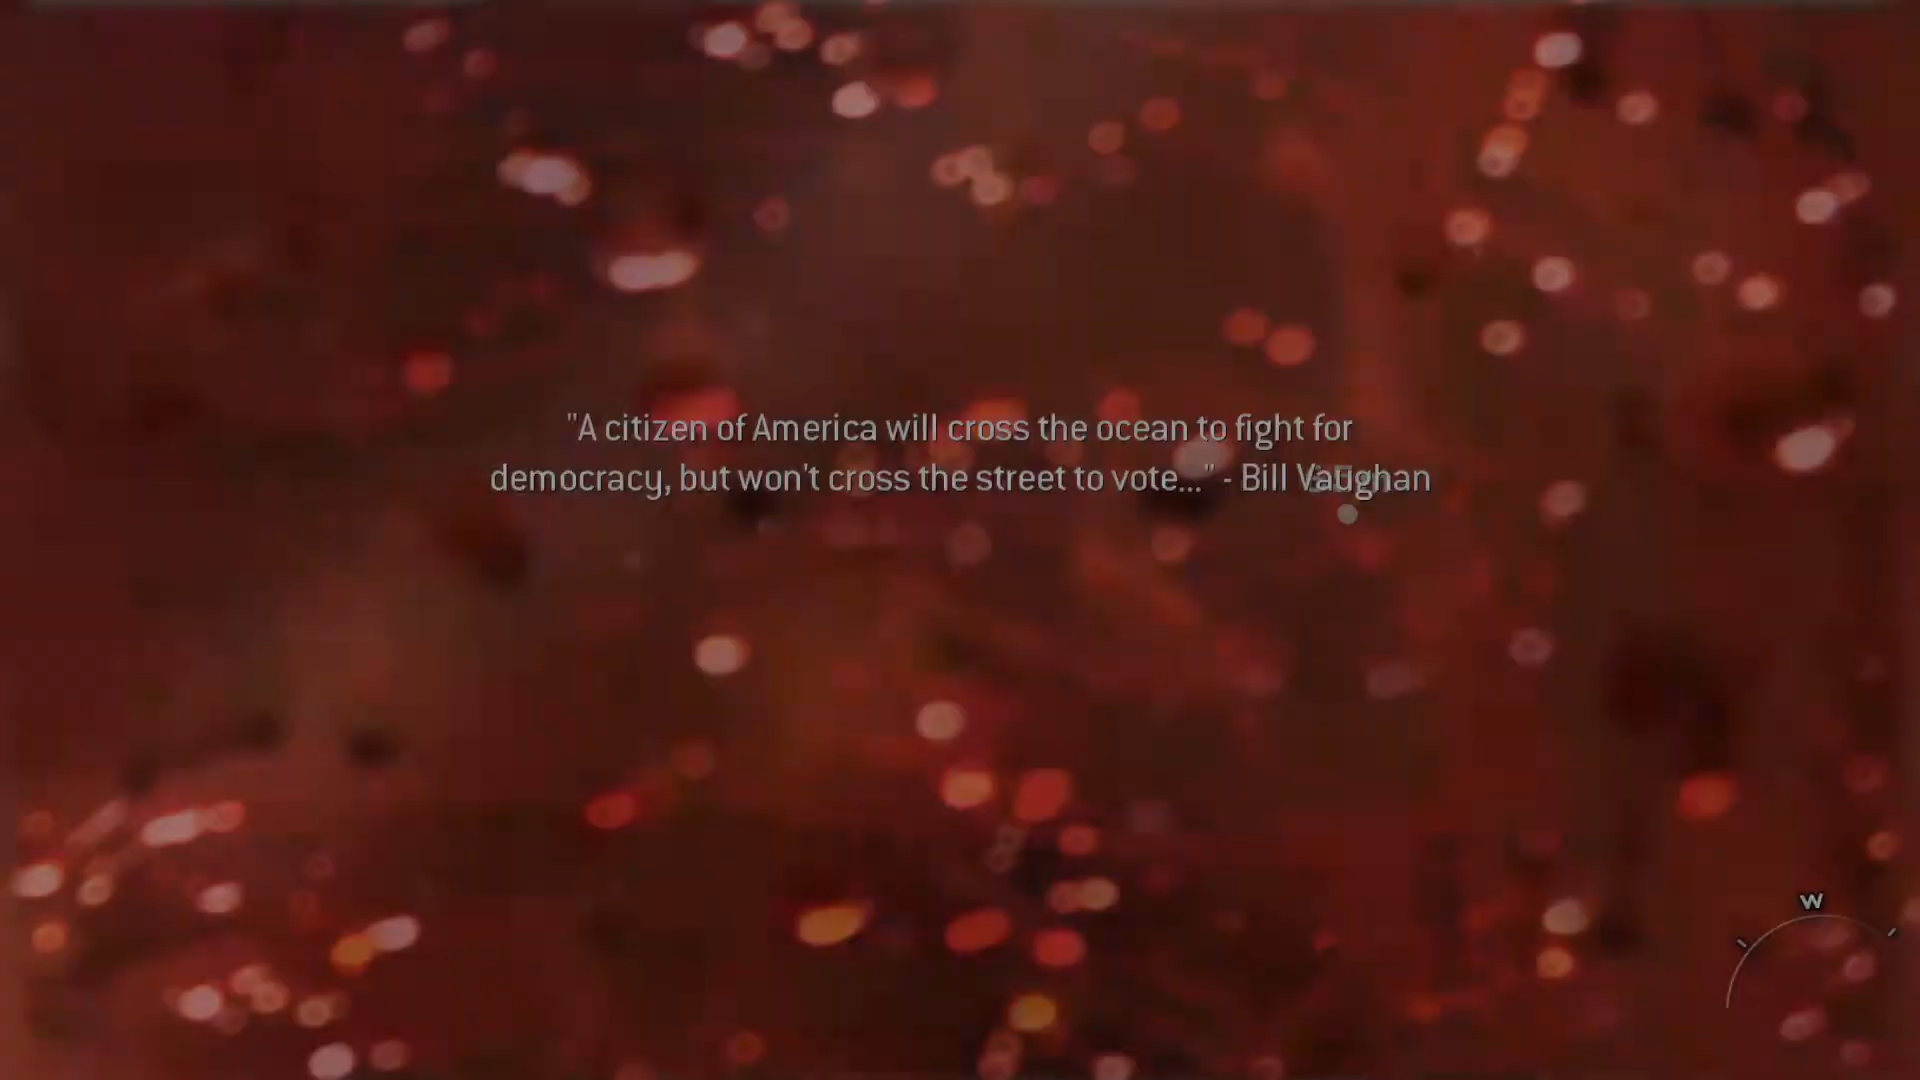 "A citizen of America will cross the ocean to fight for
democracy, but won't cross the street to vote..." - Bill Vaughan
W